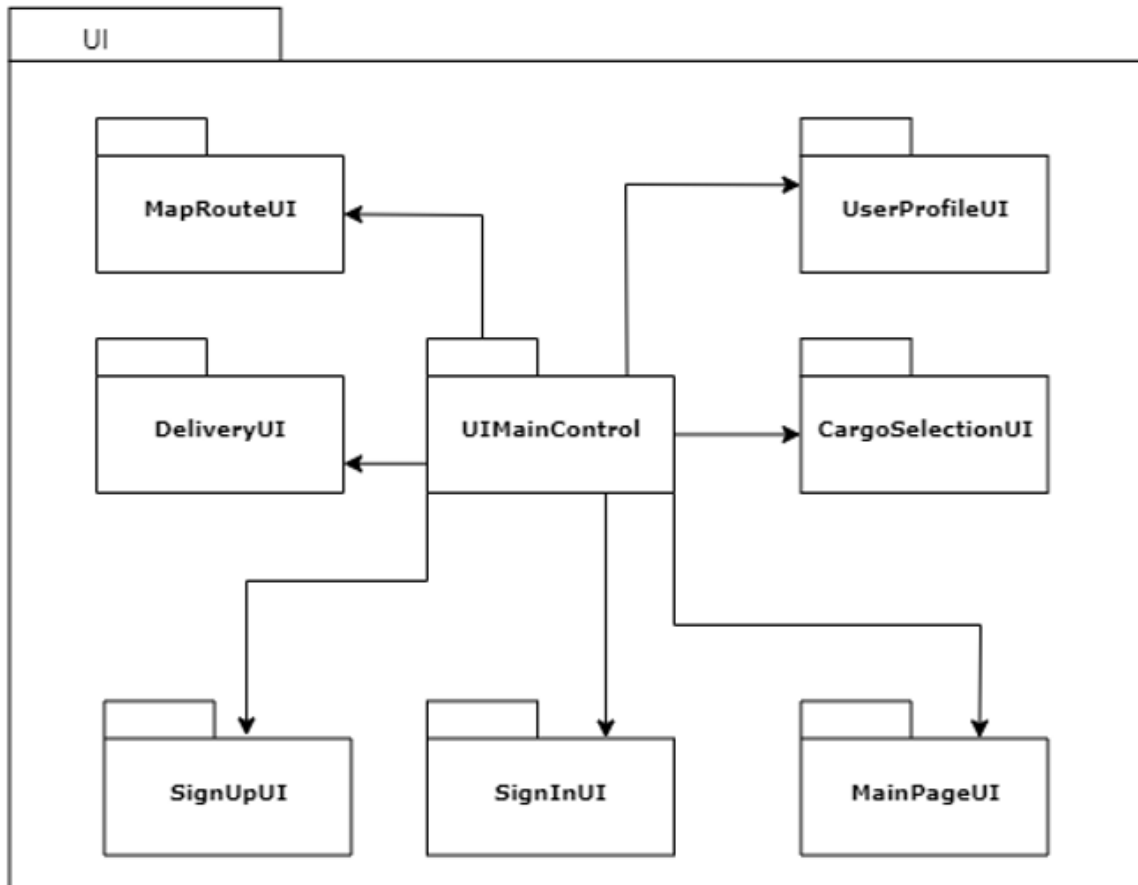 UI
MapRouteUI
UserProfileUI
DeliveryUI
UIMainControl
CargoSelectionUI
SignUpUI
SignInUI
MainPageUI